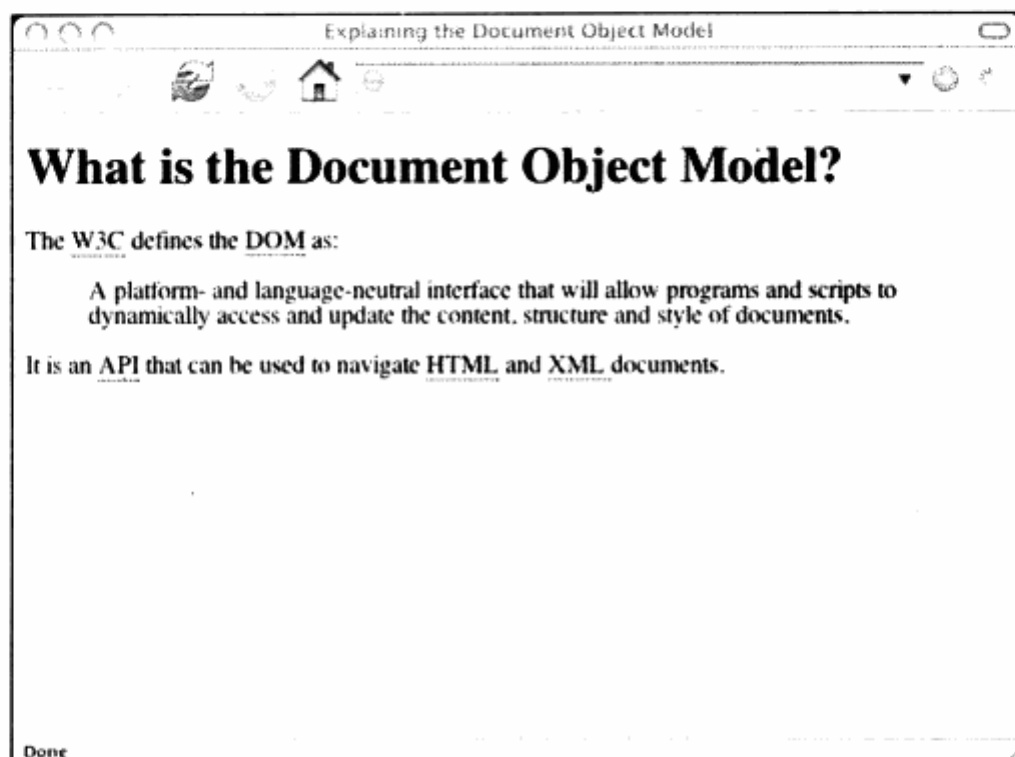 Explaining the Document Object Model
What is the Document Object Model?
The W3C defines the DOM as:
A platform- and language-neutral interface that will allow programs and scripts to
dynamically access and update the content, structure and style of documents.
It is an API that can be used to navigate HTML and XML documents.
Done